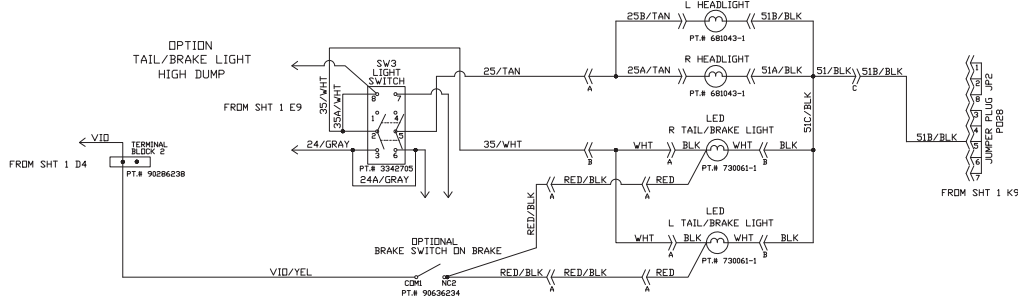 L HEADLIGHT
25B/TAN
51B/BLK
PT.# 681043-1
OPTION
TAIL/BRAKE LIGHT
HIGH DUMP
SW3
LIGHT
SWITCH
R HEADLIGHT
25/TAN
25A/TAN
51A/BLK
51/BLK
51B/BLK
A
C
PT.# 681043-1
35/WHT
35A/WHT
8
7
1
4
2
5
3
6
FROM SHT 1 E9
51C/BLK
1
2
8
3
4
5
6
7
JUMPER PLUG JP2
PO28
51B/BLK
FROM SHT 1 K9
VIO
TERMINAL
BLOCK 2
FROM SHT 1 D4
PT.# 90286238
24/GRAY
PT.# 3342705
24A/GRAY
LED
R TAIL/BRAKE LIGHT
35/WHT
B
WHT
A
BLK
WHT
B
BLK
PT.# 730061-1
A
RED/BLK
A
RED
RED/BLK
LED
L TAIL/BRAKE LIGHT
WHT
A
BLK
WHT
B
BLK
PT.# 730061-1
OPTIONAL
BRAKE SWITCH ON BRAKE
VIO/YEL
COM1
NC2
PT.# 90636234
RED/BLK
A
RED/BLK
A
RED